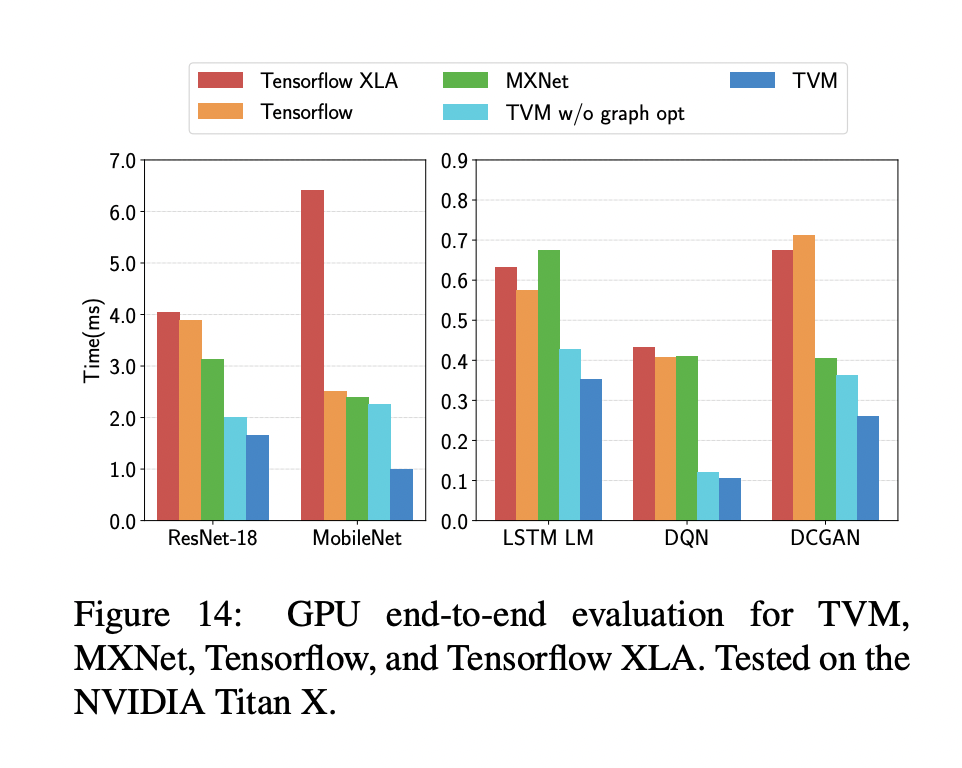 Tensorflow XLA
Tensorflow
MXNet
TVM w/o graph opt
TVM
Time(ms)
7.0
6.0
5.0
4.0
3.0
2.0
1.0
0.0
ResNet-18 MobileNet
0.9
0.8
0.7
0.6
0.5
0.4
0.3
0.2
0.1
0.0
LSTM LM DQN DCGAN
Figure 14: GPU end-to-end evaluation for TVM,
MXNet, Tensorflow, and Tensorflow XLA. Tested on the
NVIDIA Titan X.